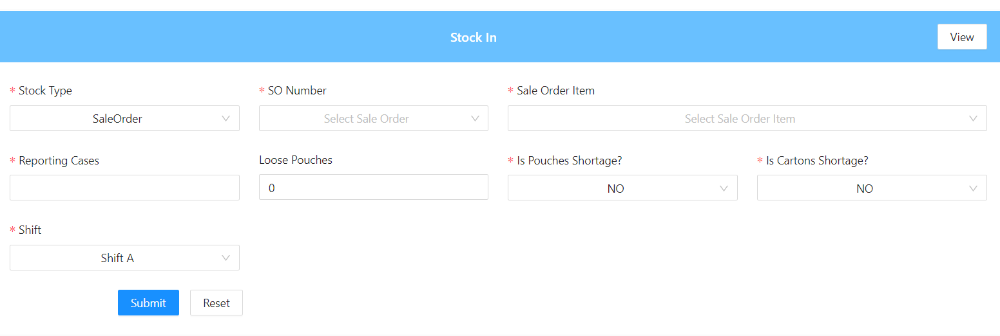 Stock In
View
* Stock Type
* SO Number
* Sale Order Item
SaleOrder
Select Sale Order
Select Sale Order Item
* Reporting Cases
Loose Pouches
* Is Pouches Shortage?
* Is Cartons Shortage?
0
NO
NO
* Shift
Shift A
Submit
Reset